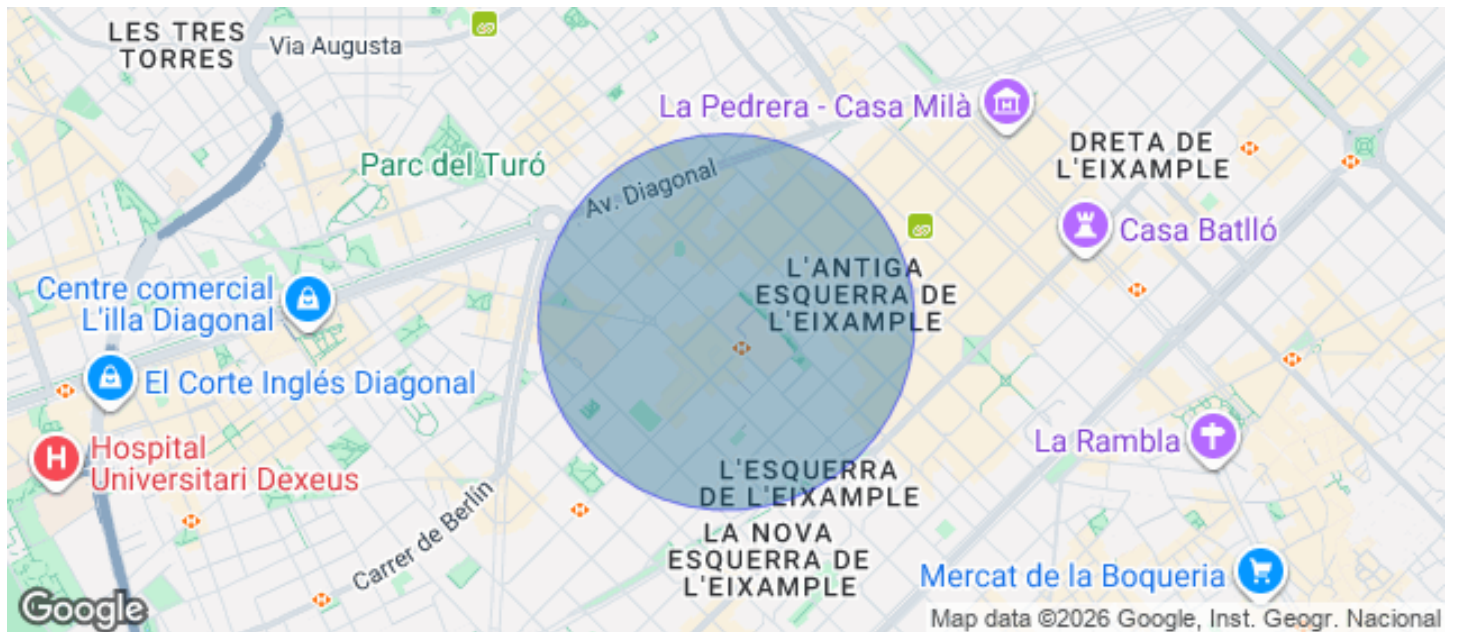 LES TRES
TORRES
Via Augusta
La Pedrera - Casa Milà
DRETA DE
L'EIXAMPLE
Parc del Turó
Av. Diagonal
Casa Batlló
L'ANTIGA
ESQUERRA DE
L'EIXAMPLE
Centre comercial
L'illa Diagonal
El Corte Inglés Diagonal
H
Hospital
Universitari Dexeus
La Rambla
L'ESQUERRA
DE L'EIXAMPLE
Carrer de Berlín
LA NOVA
ESQUERRA DE
L'EIXAMPLE
Mercat de la Boqueria
Google
Map data ©2026 Google, Inst. Geogr. Nacional